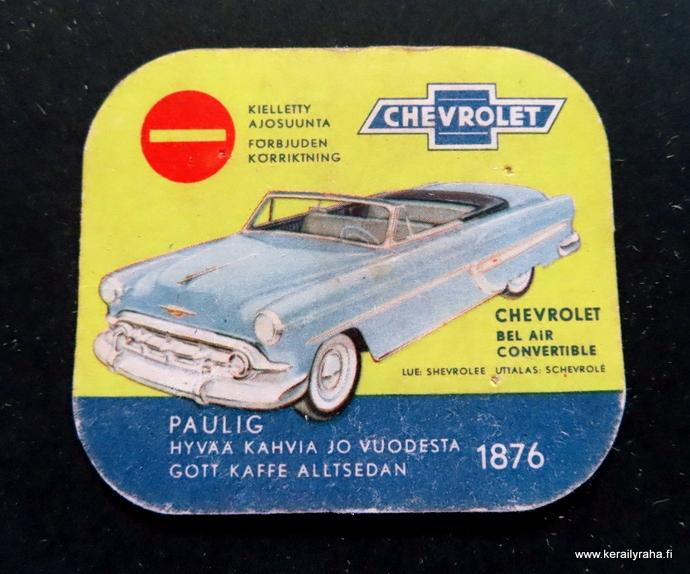 KIELLETTY
AJOSUUNTA
FÖRBJUDEN
KÖRRIKTNING
CHEVROLET
CHEVROLET
BEL AiR
CONVERTIBLE
LUE: SHEVROLEE UTTALAS: SCHEVROLÉ
PAULIG
HYVÄÄ KAHVIA JO VUODESTA 1876
GOTT KAFFE ALLTSEDAN
www.kerailyraha.fi